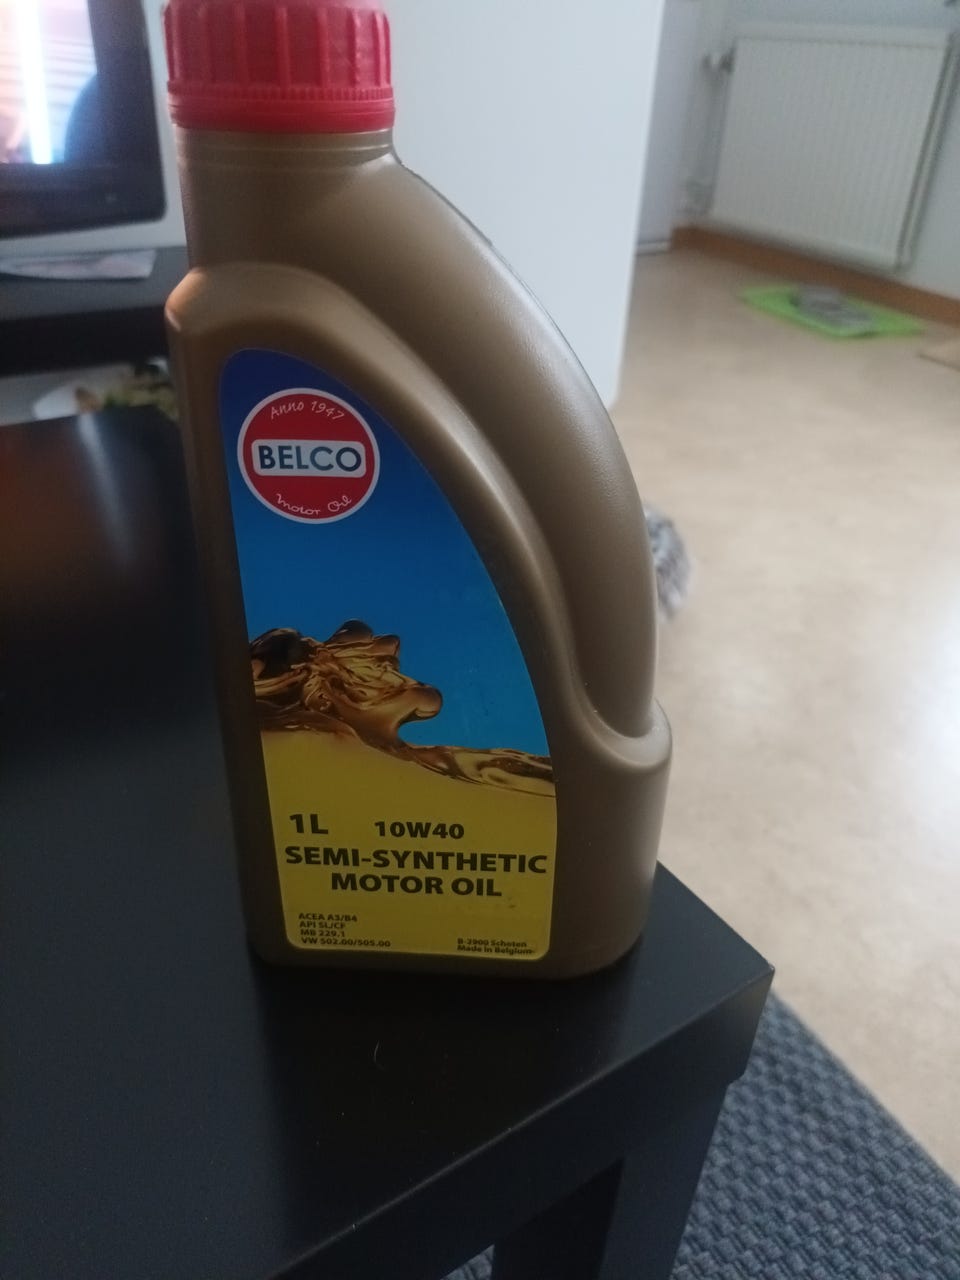 Anno 1947
BELCO
Motor Oil
1L 10W40
SEMI-SYNTHETIC
MOTOR OIL
ACEA A3/B4
API SL/CF
MB 229.1
VW 502.00/505.00
B-2900 Schoten
Made in Belgium